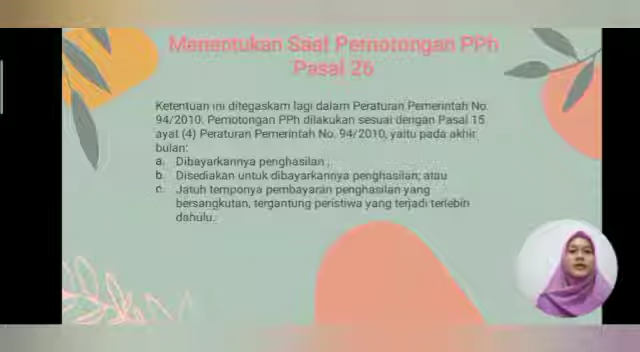 Menentukan Saat Pemotongan PPh
Pasal 26
Ketentuan ini ditegaskam lagi dalam Peraturan Pemerintah No.
94/2010. Pemotongan PPh dilakukan sesuai dengan Pasal 15
ayat (4) Peraturan Pemerintah No. 94/2010, yaitu pada akhir
bulan:
a. Dibayarkannya penghasilan ;
b. Disediakan untuk dibayarkannya penghasilan; atau
c. Jatuh temponya pembayaran penghasilan yang
bersangkutan, tergantung peristiwa yang terjadi terlebih
dahulu.